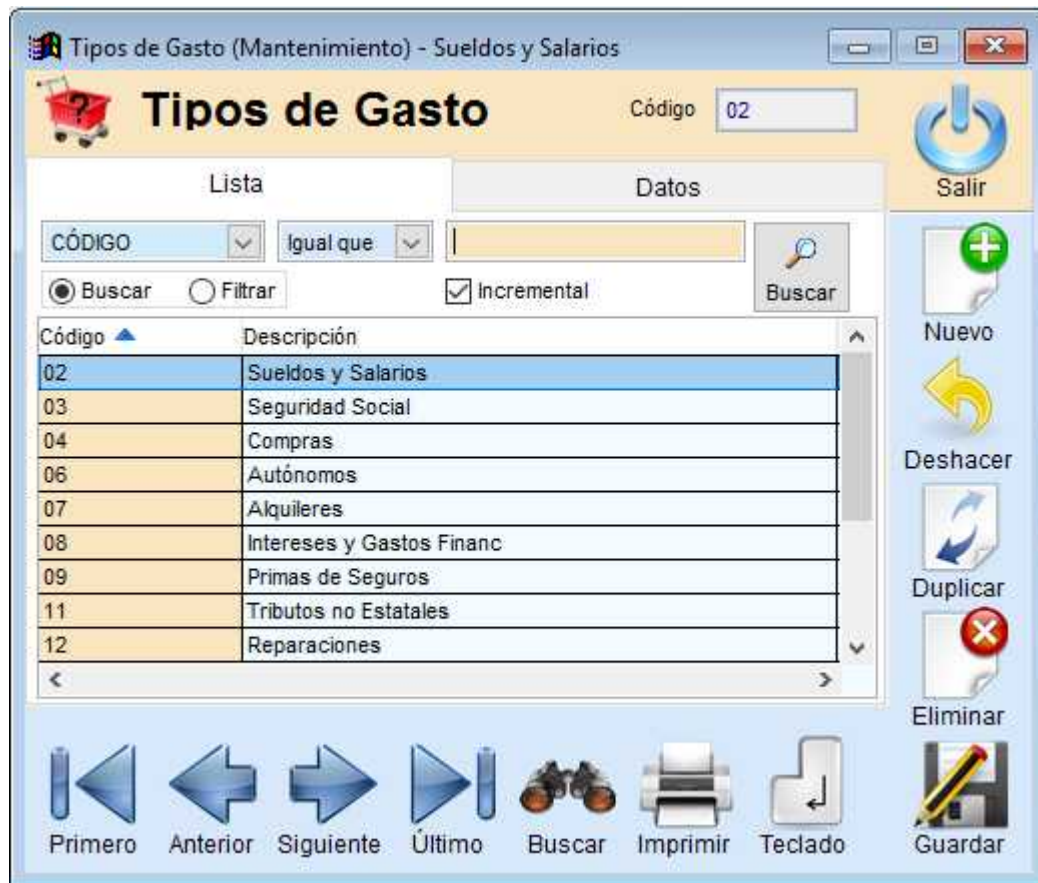 Tipos de Gasto (Mantenimiento) - Sueldos y Salarios
? Tipos de Gasto
Código 02
Salir
Lista Datos
CÓDIGO Igual que
Buscar Filtrar Incremental Buscar
Código Descripción
02 Sueldos y Salarios
03 Seguridad Social
04 Compras
06 Autónomos
07 Alquileres
08 Intereses y Gastos Financ
09 Primas de Seguros
11 Tributos no Estatales
12 Reparaciones
Nuevo
Deshacer
Duplicar
Eliminar
Primero Anterior Siguiente Último Buscar Imprimir Teclado Guardar